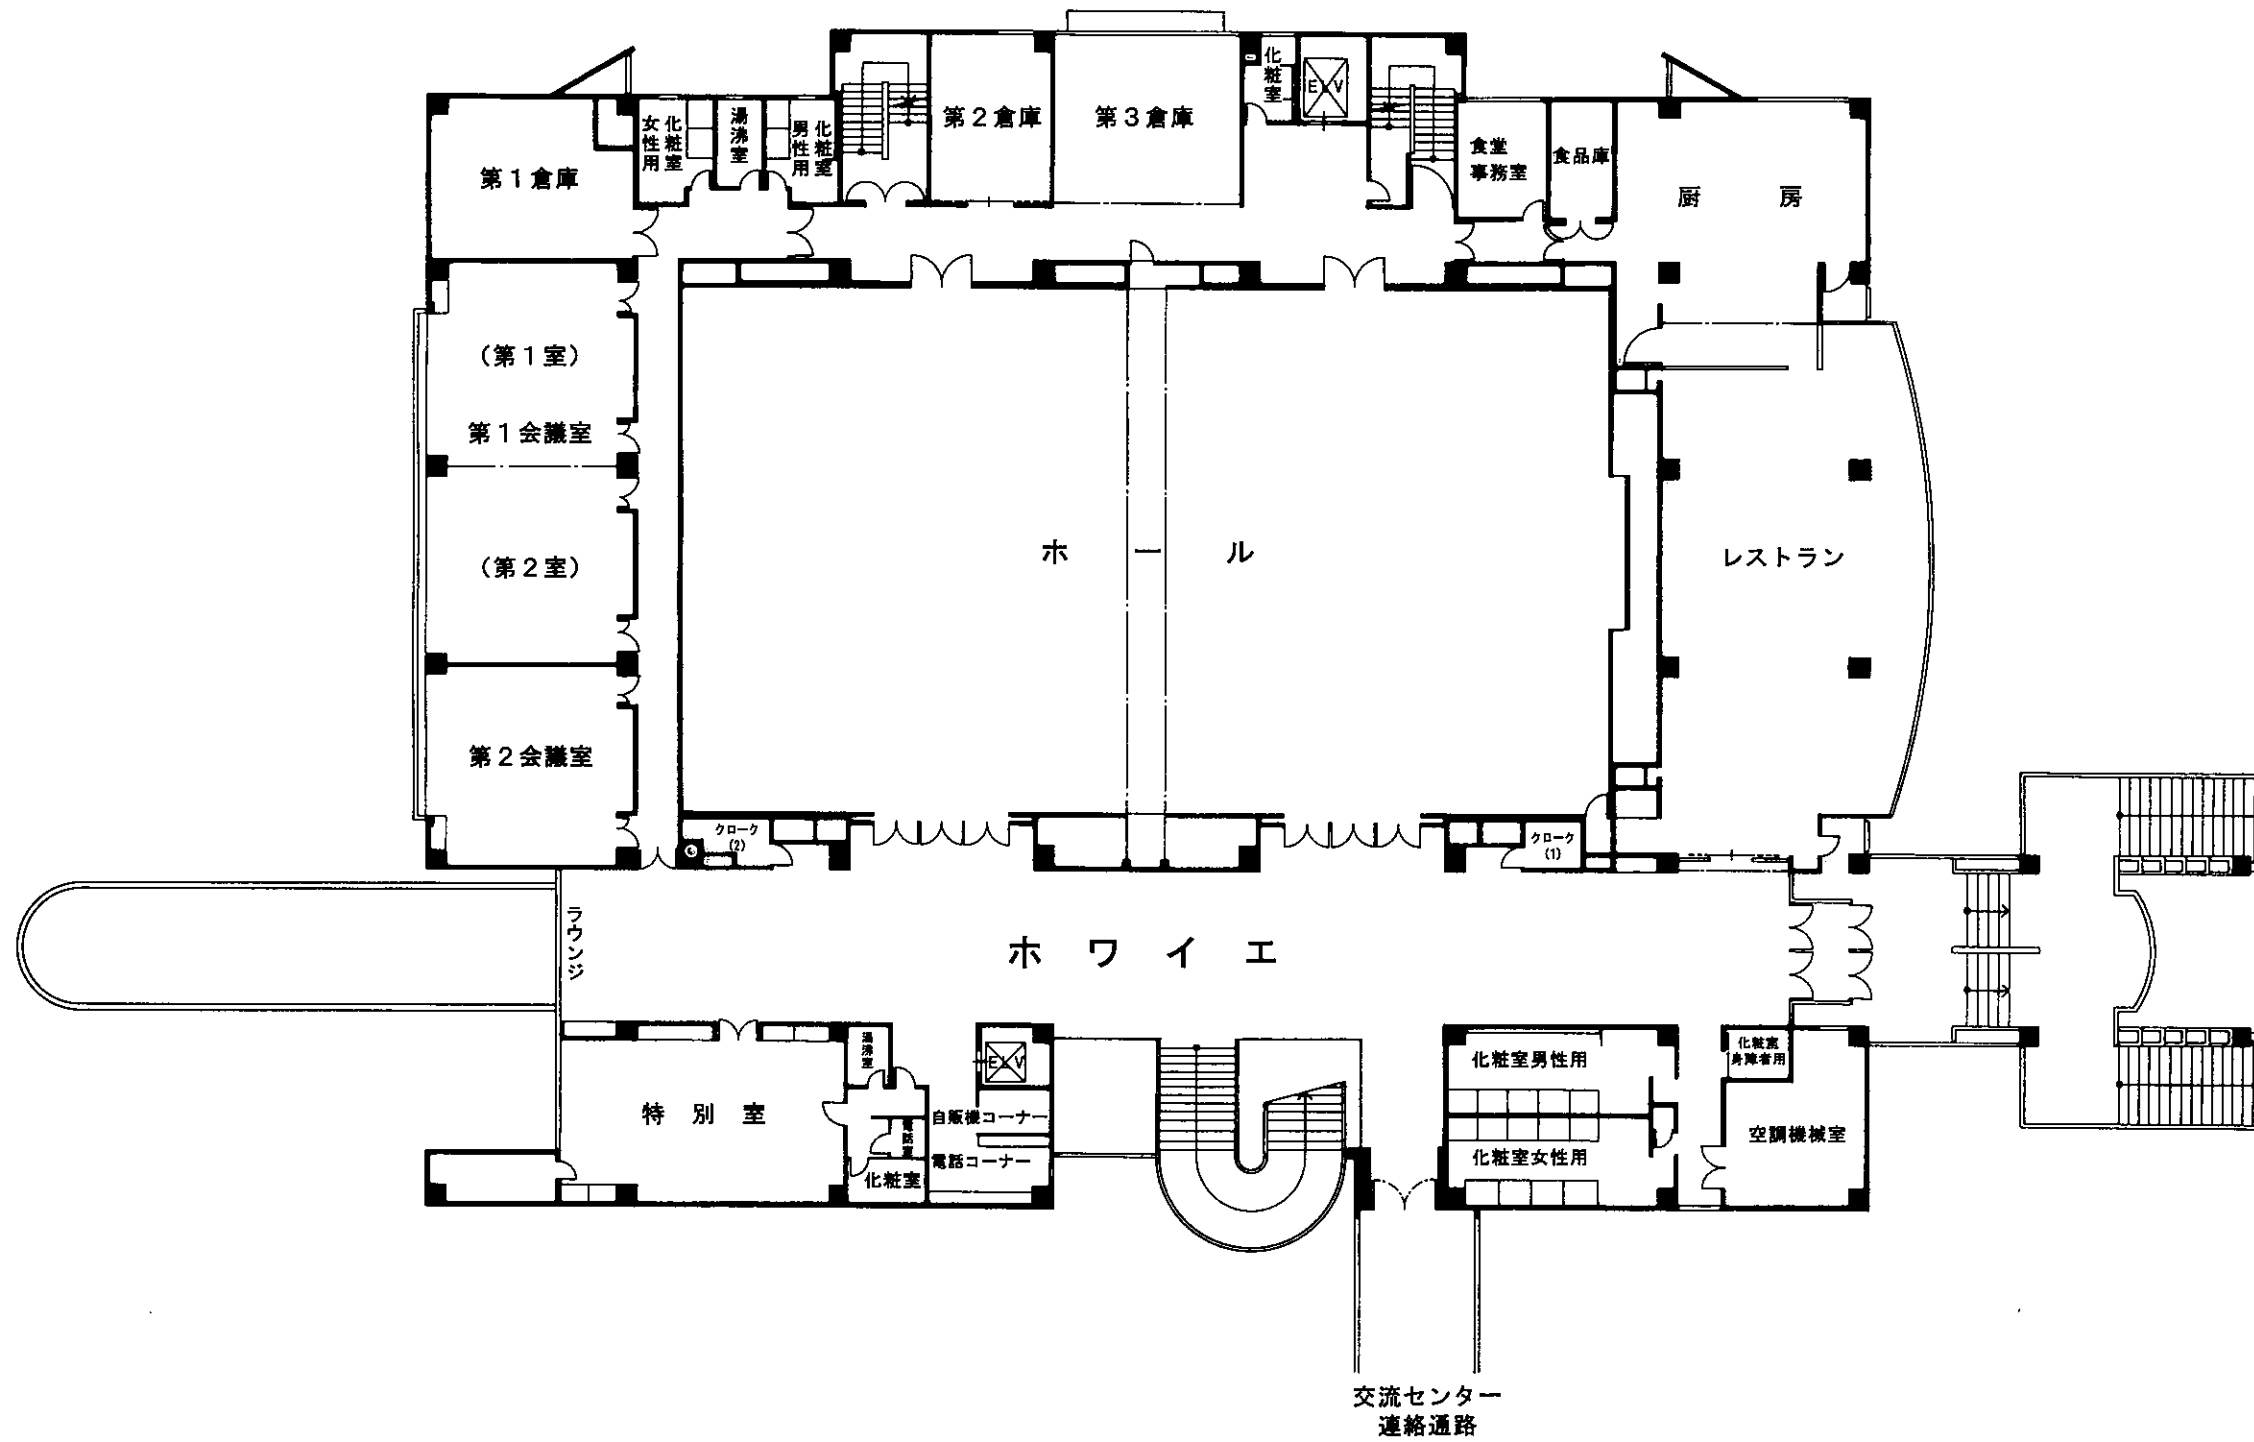 化粧室
女性用
湯沸室
化粧室
男性用
第2倉庫
第3倉庫
化粧室
ELV
第1倉庫
食堂
事務室
食品庫
厨房
(第1室)
第1会議室
(第2室)
第2会議室
ホール
レストラン
クローク
(2)
クローク
(1)
ラウンジ
ホワイエ
湯沸室
ELV
特別室
自販機コーナー
電話室
電話コーナー
化粧室
化粧室男性用
化粧室女性用
化粧室
身障者用
空調機械室
交流センター
連絡通路